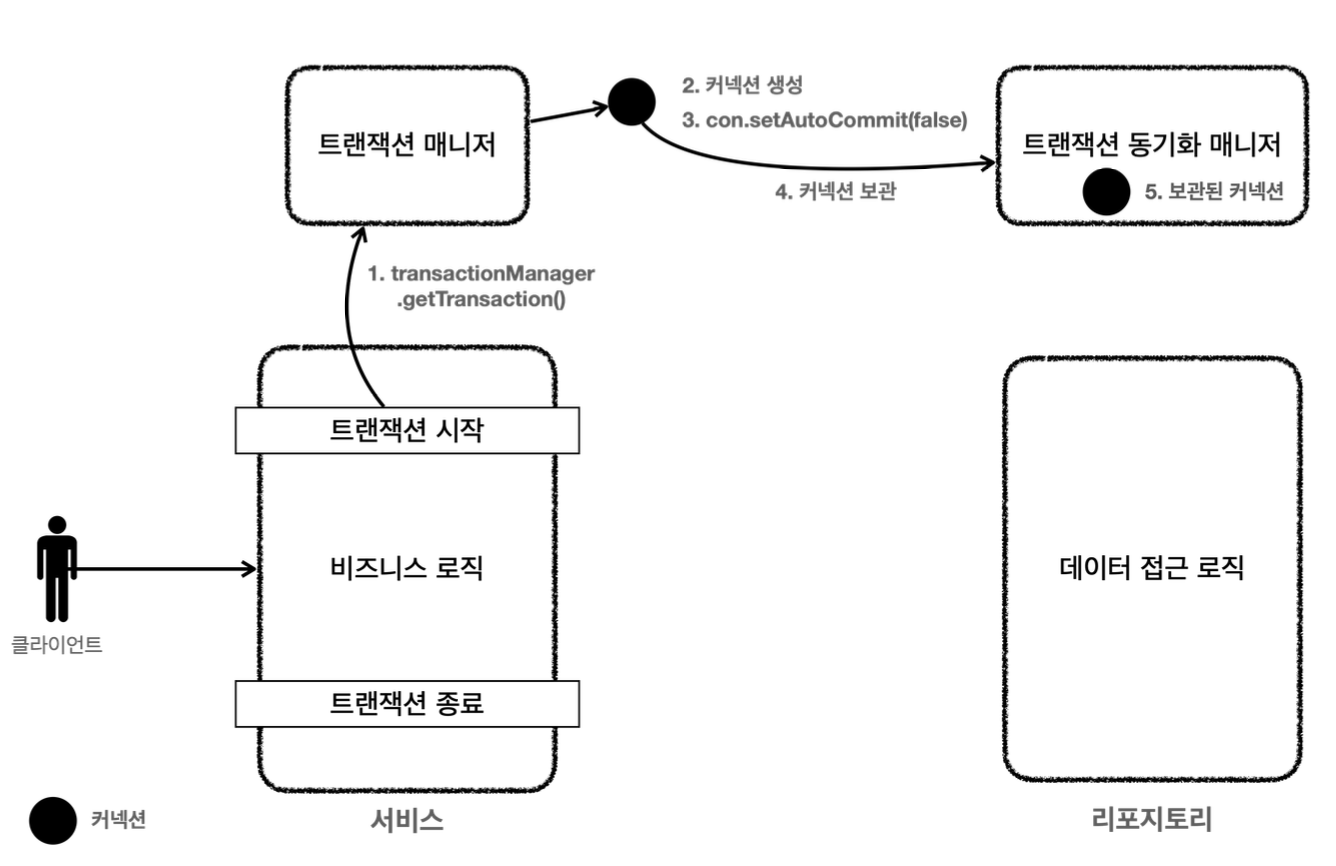 트랜잭션 매니저
2. 커넥션 생성
3. con.setAutoCommit(false)
4. 커넥션 보관
트랜잭션 동기화 매니저
5. 보관된 커넥션
1. transactionManager
.getTransaction()
트랜잭션 시작
비즈니스 로직
트랜잭션 종료
데이터 접근 로직
클라이언트
커넥션
서비스
리포지토리